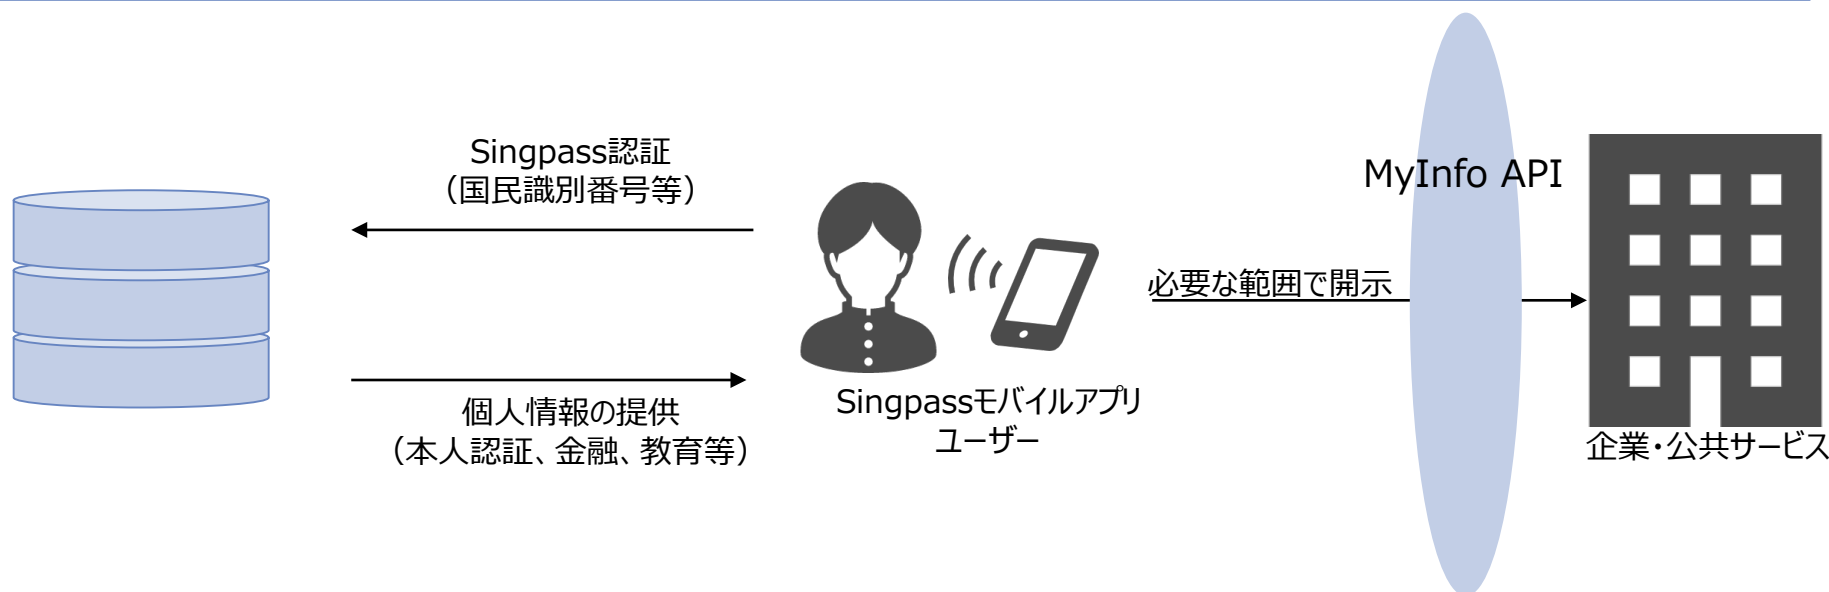 Singpass認証
（国民識別番号等）
個人情報の提供
（本人認証、金融、教育等）
Singpassモバイルアプリ
ユーザー
必要な範囲で開示
MyInfo API
企業・公共サービス